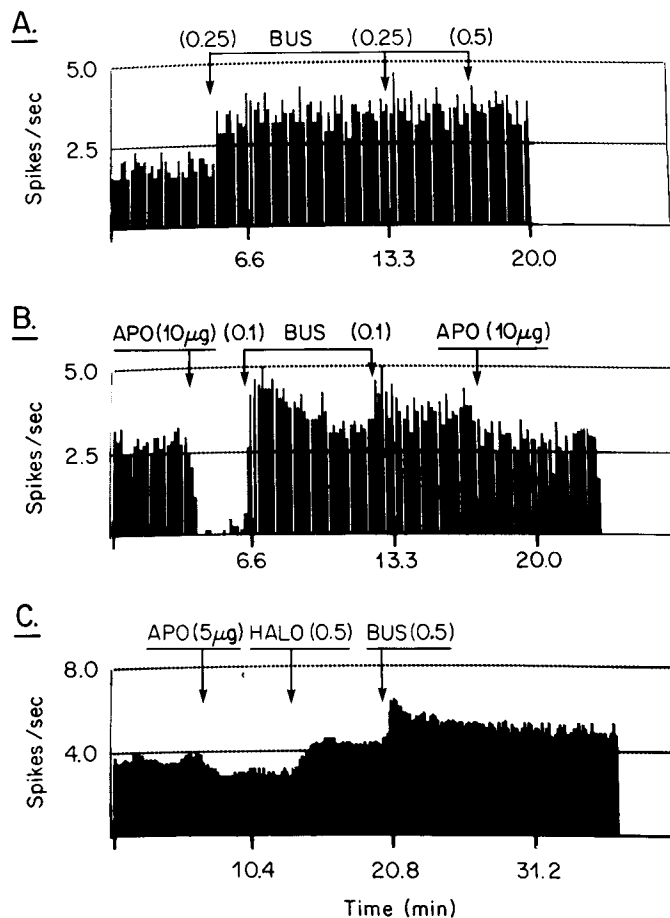 A.
(0.25) BUS (0.25) (0.5)
5.0
2.5
Spikes/sec
6.6 13.3 20.0
B.
APO(10µg) (0.1) BUS (0.1) APO (10µg)
5.0
2.5
Spikes/sec
6.6 13.3 20.0
C.
APO(5µg) HALO(0.5) BUS(0.5)
8.0
4.0
Spikes/sec
10.4 20.8 31.2
Time (min)